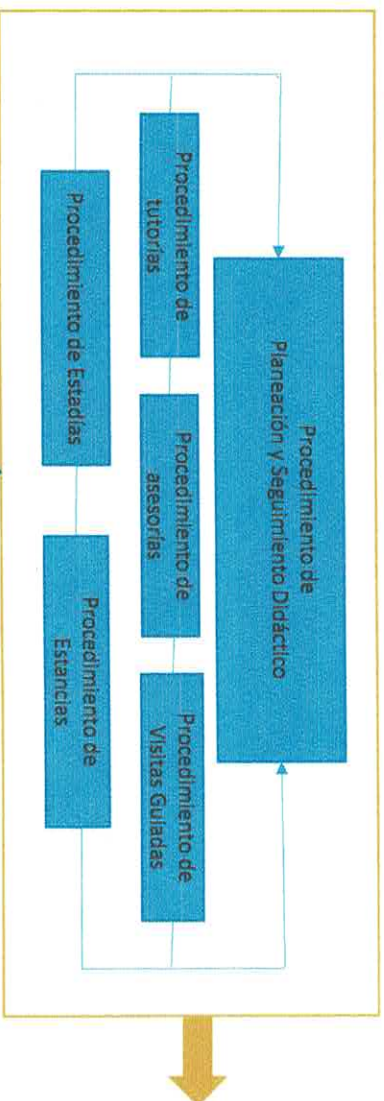 Procedimiento de
Planeación y Seguimiento Didáctico
Procedimiento de
tutorías
Procedimiento de
asesorías
Procedimiento de
Visitas Guiadas
Procedimiento de Estadías
Procedimiento de
Estancias